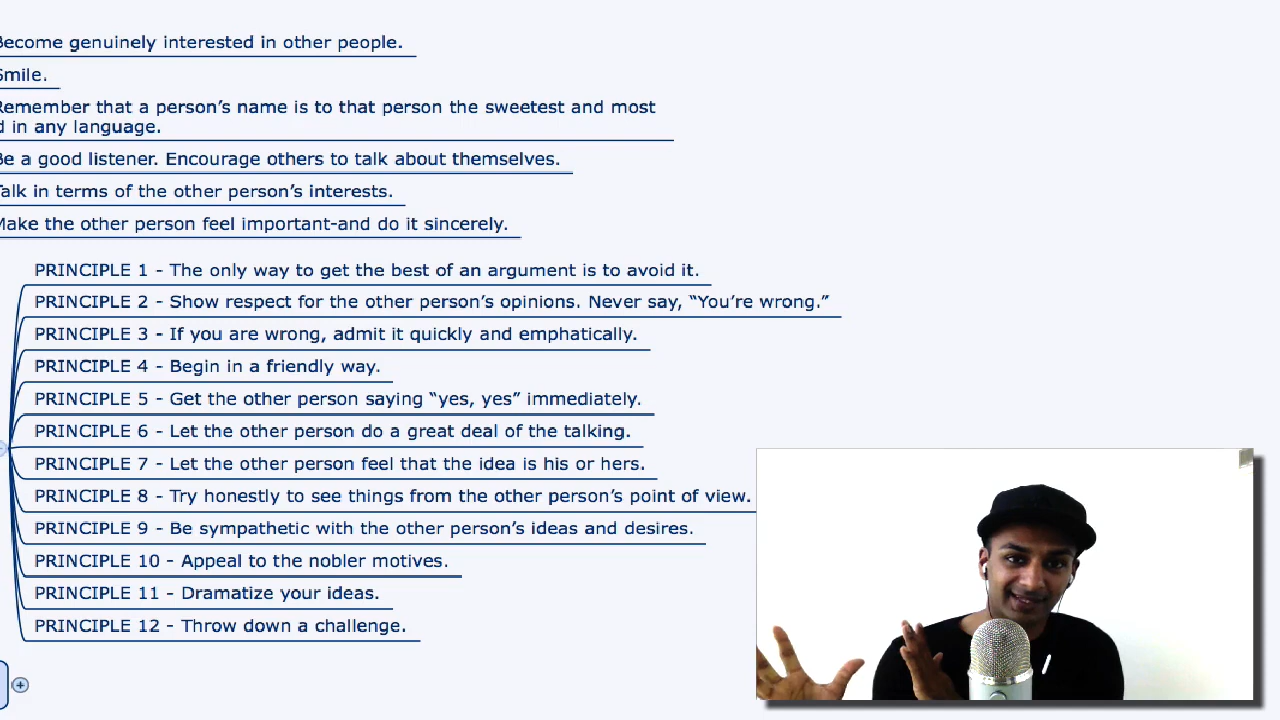 Become genuinely interested in other people.
Smile.
Remember that a person’s name is to that person the sweetest and most
d in any language.
Be a good listener. Encourage others to talk about themselves.
Talk in terms of the other person’s interests.
Make the other person feel important-and do it sincerely.
PRINCIPLE 1 - The only way to get the best of an argument is to avoid it.
PRINCIPLE 2 - Show respect for the other person’s opinions. Never say, “You’re wrong.”
PRINCIPLE 3 - If you are wrong, admit it quickly and emphatically.
PRINCIPLE 4 - Begin in a friendly way.
PRINCIPLE 5 - Get the other person saying “yes, yes” immediately.
PRINCIPLE 6 - Let the other person do a great deal of the talking.
PRINCIPLE 7 - Let the other person feel that the idea is his or hers.
PRINCIPLE 8 - Try honestly to see things from the other person’s point of view.
PRINCIPLE 9 - Be sympathetic with the other person’s ideas and desires.
PRINCIPLE 10 - Appeal to the nobler motives.
PRINCIPLE 11 - Dramatize your ideas.
PRINCIPLE 12 - Throw down a challenge.